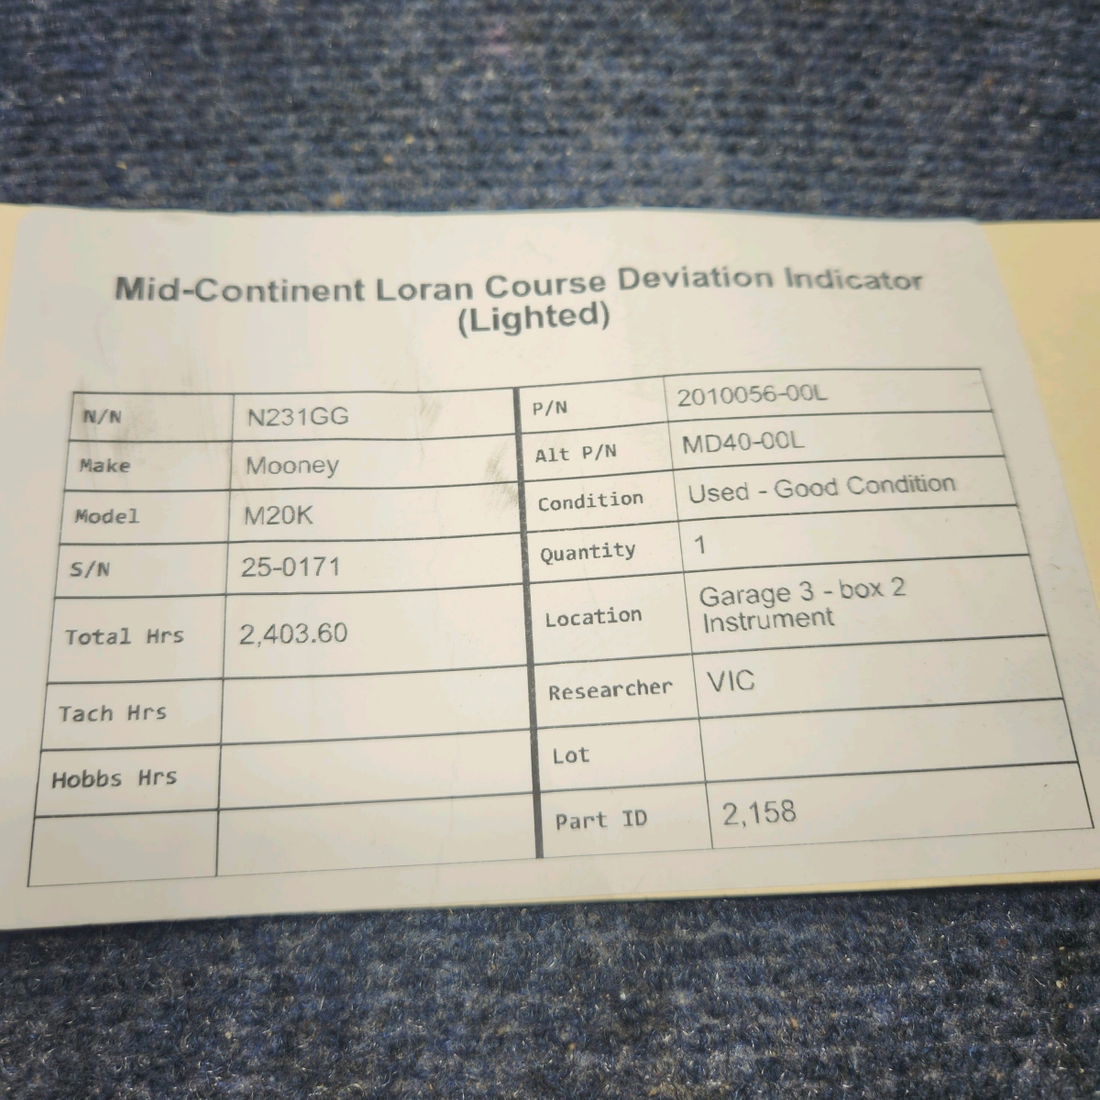 Mid-Continent Loran Course Deviation Indicator
(Lighted)
N/N N231GG P/N 2010056-00L
Make Mooney Alt P/N MD40-00L
Model M20K Condition Used - Good Condition
S/N 25-0171 Quantity 1
Total Hrs 2,403.60 Location Garage 3 - box 2
Instrument
Tach Hrs Researcher VIC
Hobbs Hrs Lot
Part ID 2,158